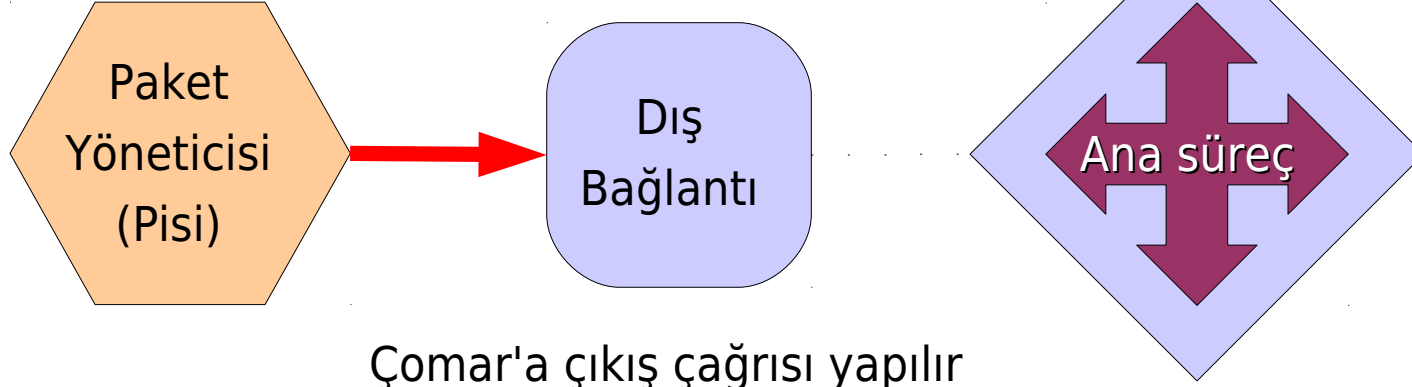 Paket
Yöneticisi
(Pisi)
Dış
Bağlantı
Ana süreç
Çomar'a çıkış çağrısı yapılır